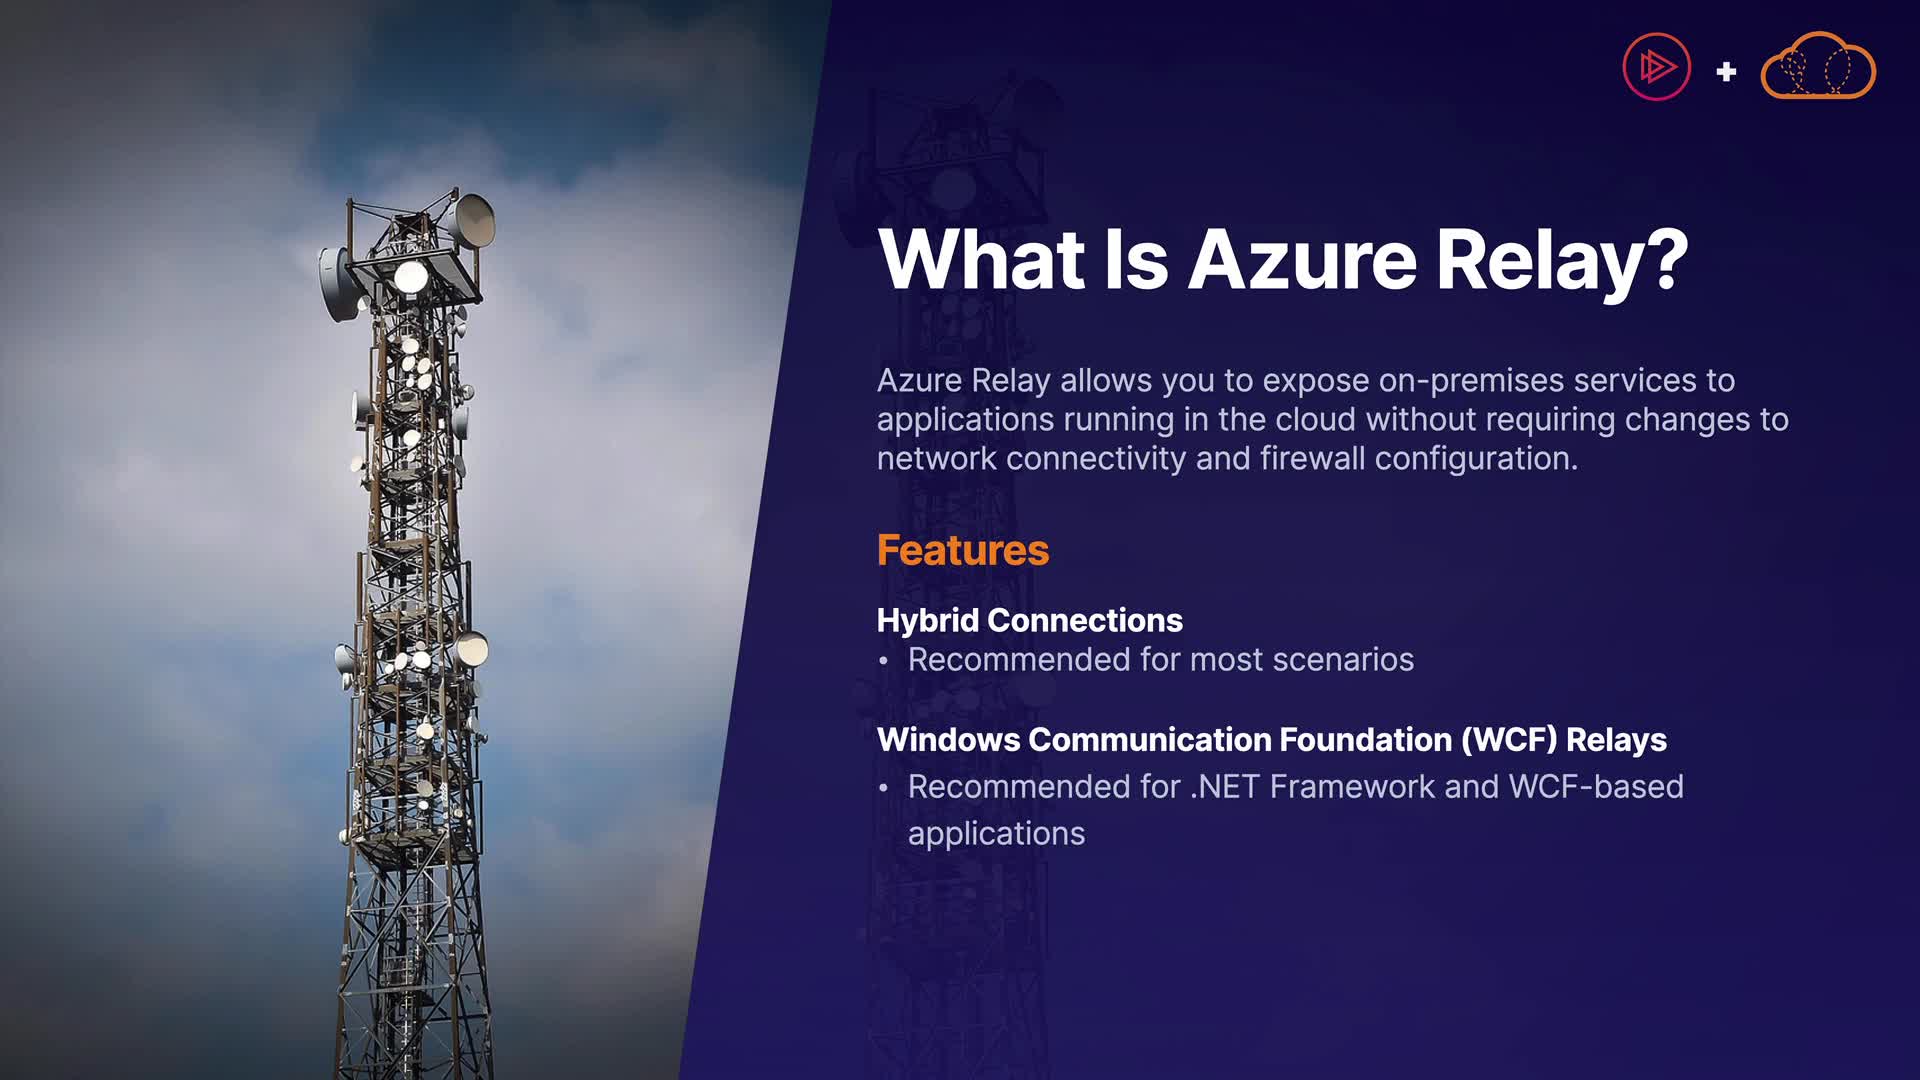 What Is Azure Relay?
Azure Relay allows you to expose on-premises services to
applications running in the cloud without requiring changes to
network connectivity and firewall configuration.
Features
Hybrid Connections
• Recommended for most scenarios
Windows Communication Foundation (WCF) Relays
• Recommended for .NET Framework and WCF-based
applications